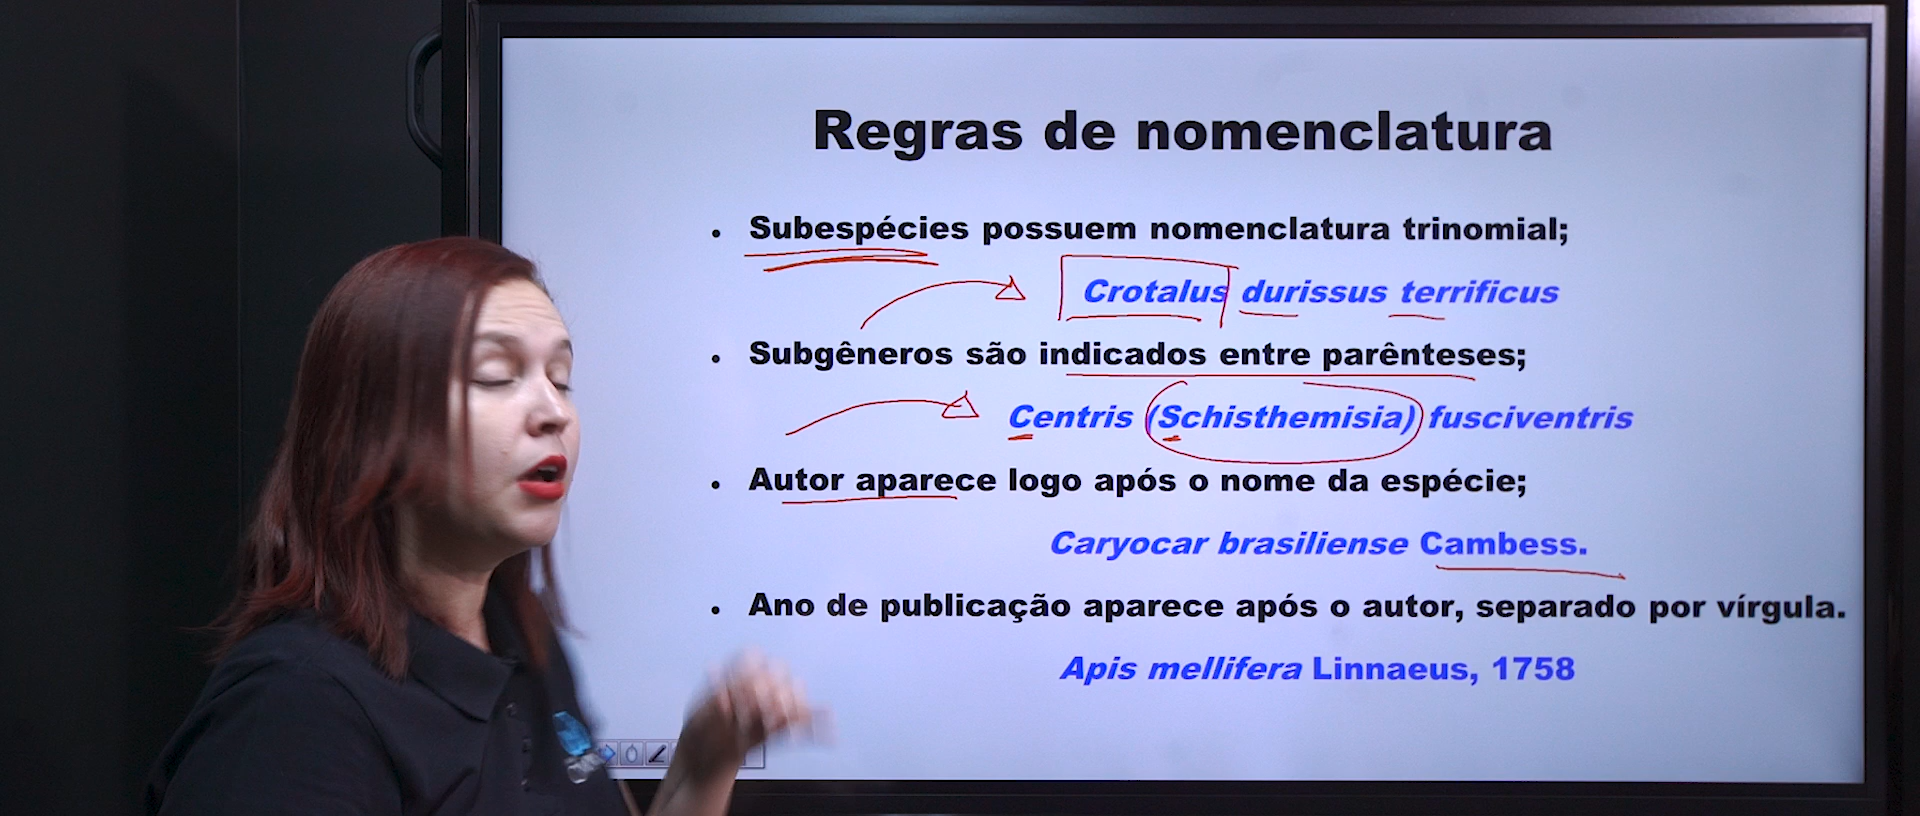 Regras de nomenclatura
• Subespécies possuem nomenclatura trinomial;
Crotalus durissus terrificus
• Subgêneros são indicados entre parênteses;
Centris (Schisthemisia) fusciventris
• Autor aparece logo após o nome da espécie;
Caryocar brasiliense Cambess.
• Ano de publicação aparece após o autor, separado por vírgula.
Apis mellifera Linnaeus, 1758